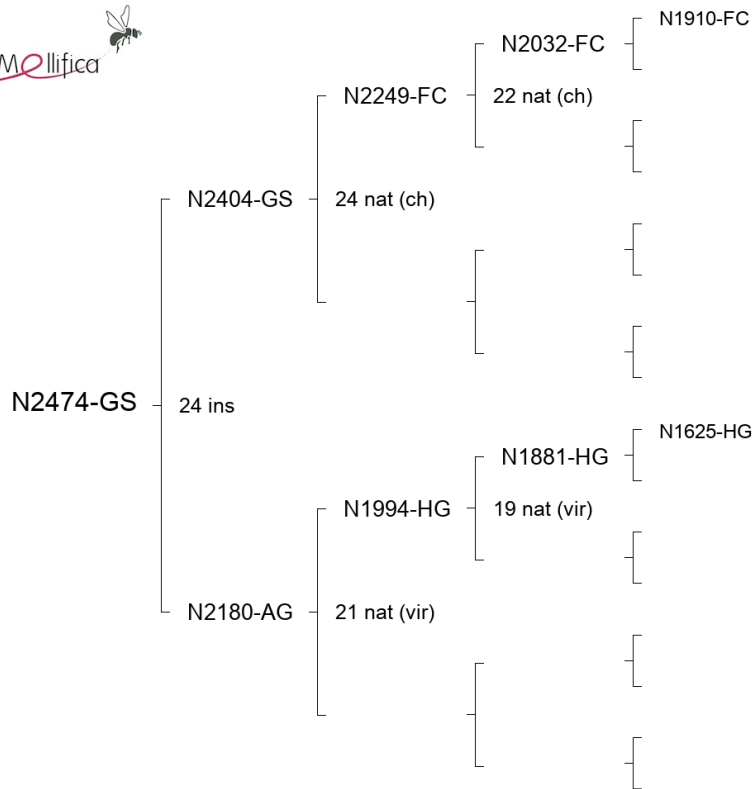 Mellifica
N1910-FC
N2032-FC
N2249-FC
22 nat (ch)
N2404-GS
24 nat (ch)
N2474-GS
24 ins
N1625-HG
N1881-HG
N1994-HG
19 nat (vir)
N2180-AG
21 nat (vir)